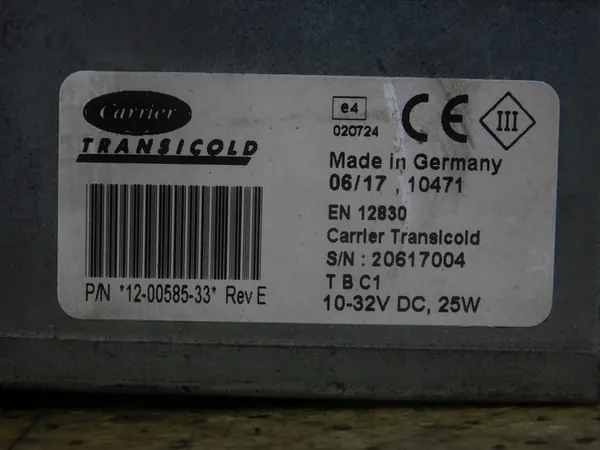 Carrier
TRANSICOLD
P/N *12-00585-33* Rev E
e4
020724
CE
III
Made in Germany
06/17 , 10471
EN 12830
Carrier Transicold
S/N : 20617004
T B C1
10-32V DC, 25W